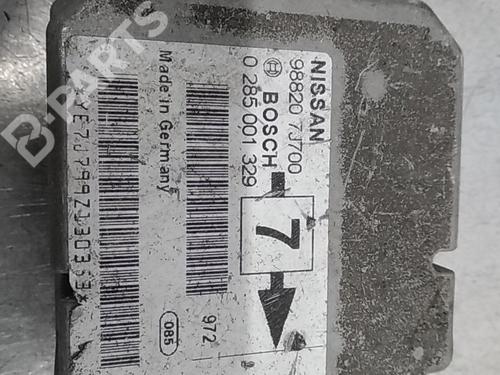 NISSAN
98820 7J700
BOSCH
0 285 001 329
7
Made in Germany
972
085
B-PARTS